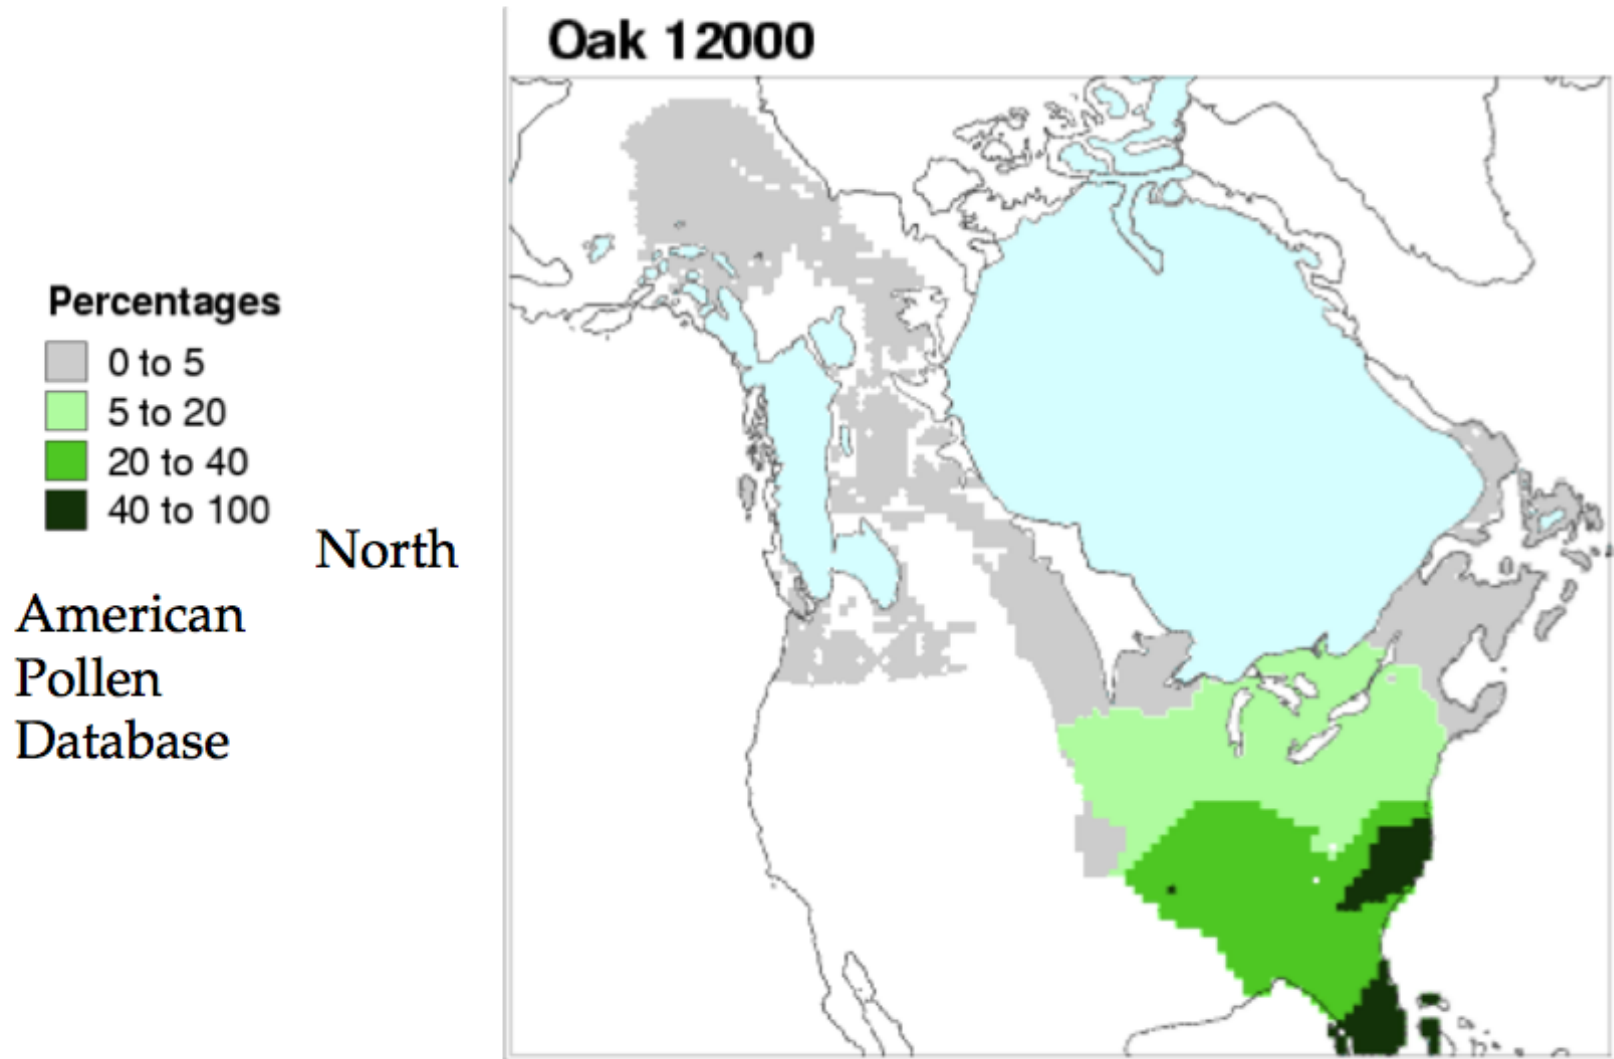 Oak 12000
Percentages
0 to 5
5 to 20
20 to 40
40 to 100
North
American
Pollen
Database